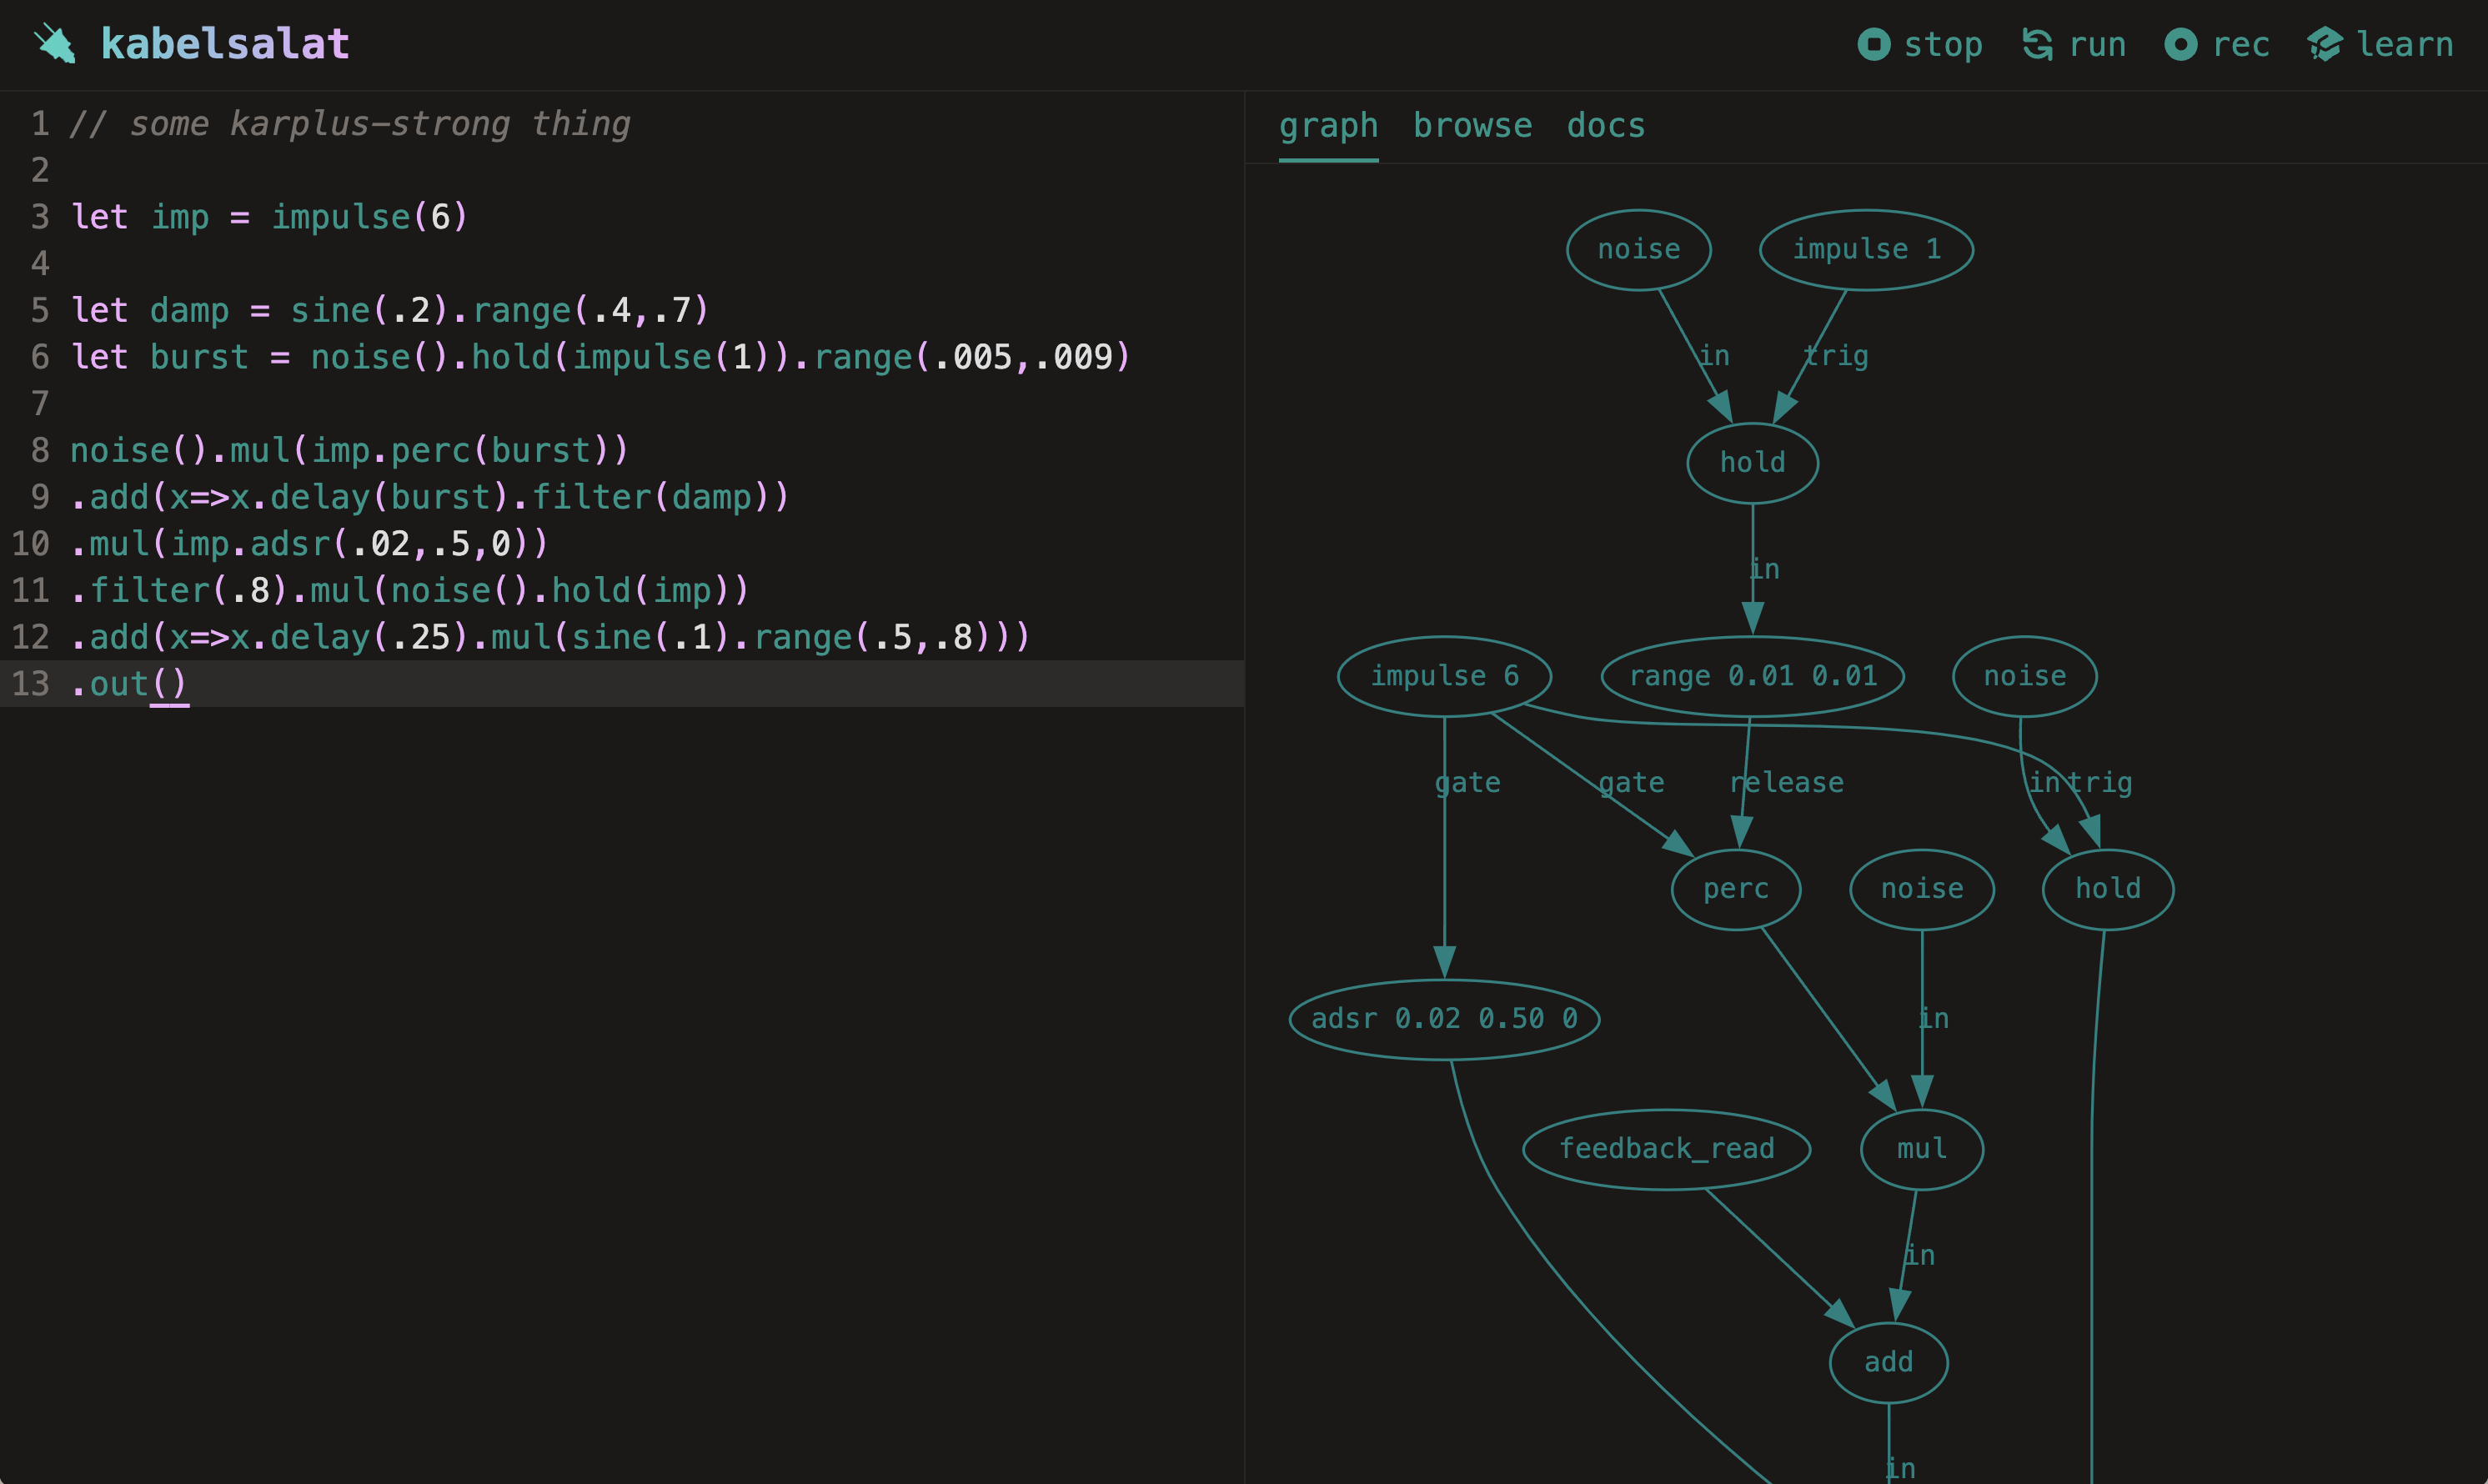 kabelsalat
stop run rec learn
1 // some karplus-strong thing
2
3 let imp = impulse(6)
4
5 let damp = sine(.2).range(.4,.7)
6 let burst = noise().hold(impulse(1)).range(.005,.009)
7
8 noise().mul(imp.perc(burst))
9 .add(x=>x.delay(burst).filter(damp))
10 .mul(imp.adsr(.02,.5,0))
11 .filter(.8).mul(noise().hold(imp))
12 .add(x=>x.delay(.25).mul(sine(.1).range(.5,.8)))
13 .out()
graph browse docs
noise impulse 1
in trig
hold
in
impulse 6 range 0.01 0.01 noise
gate gate release in trig
perc noise hold
adsr 0.02 0.50 0 in
feedback_read mul
in
add
in